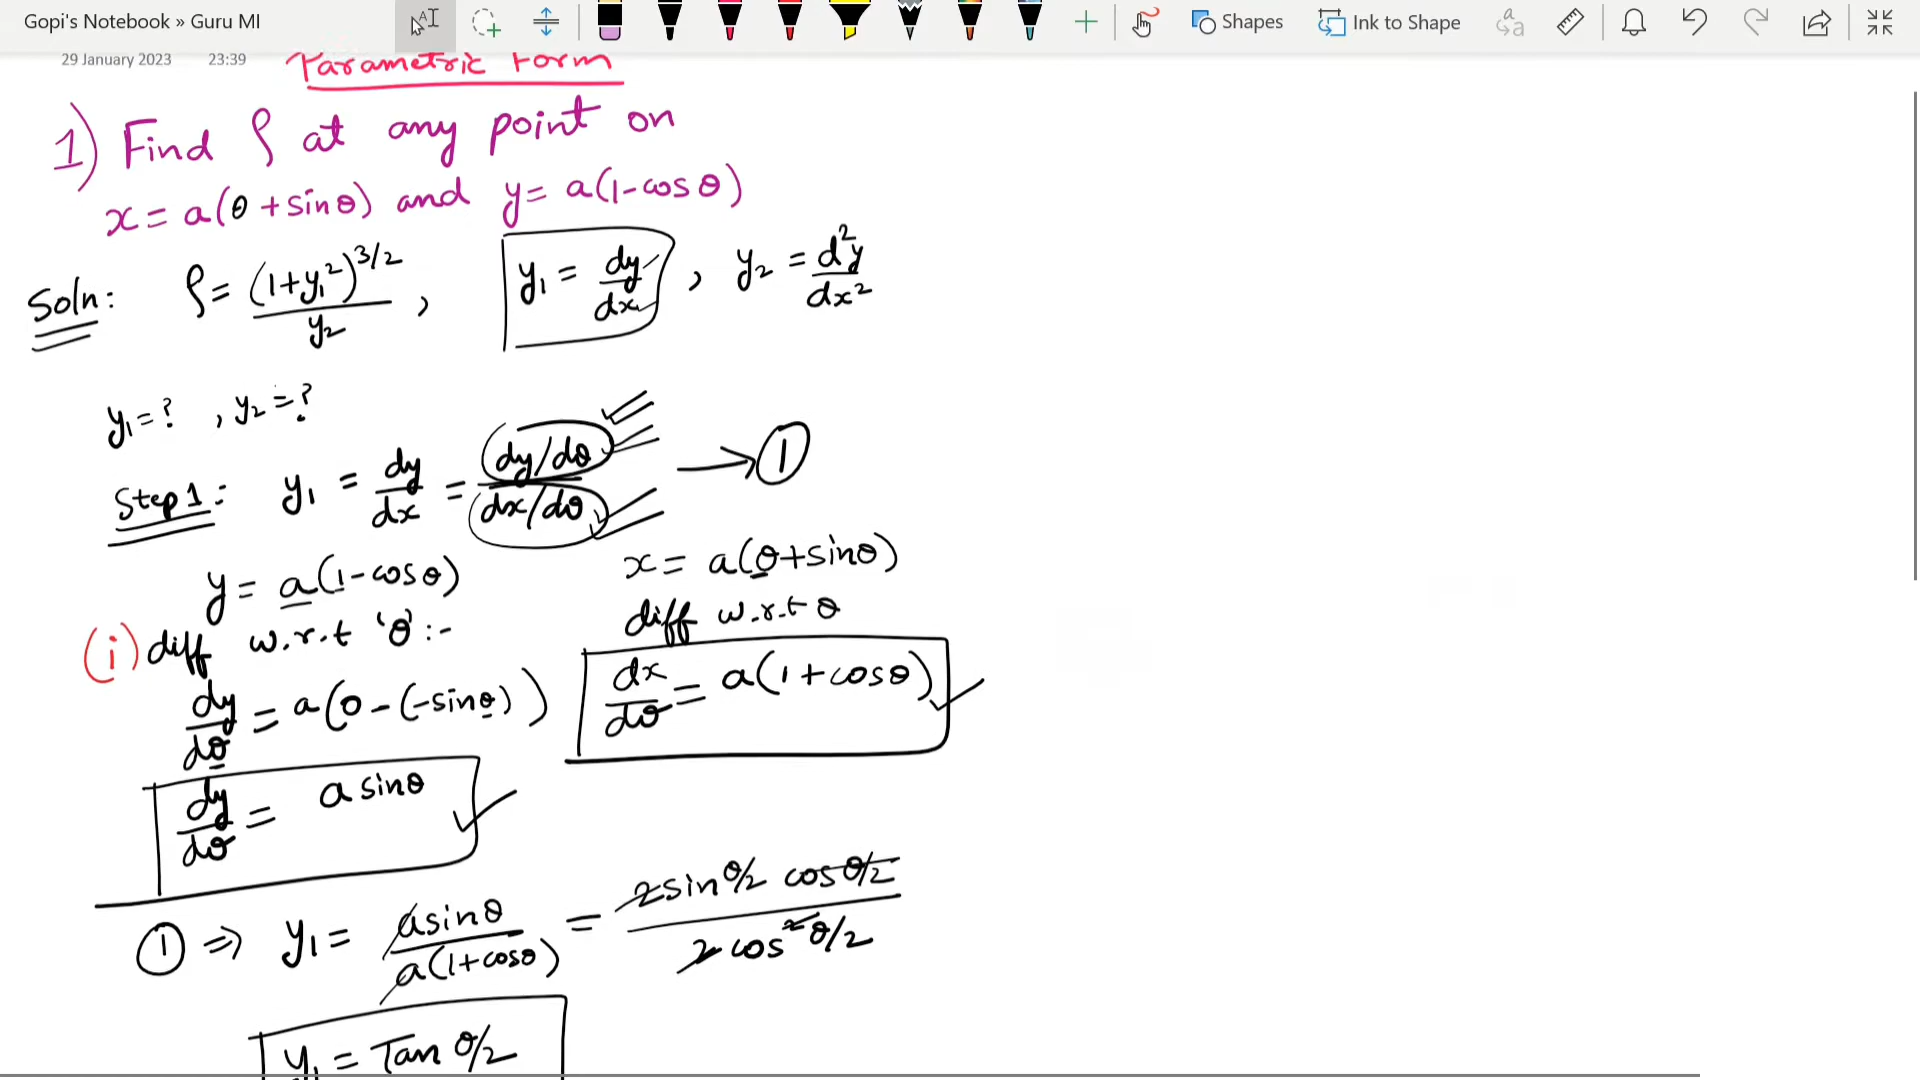 Gopi's Notebook » Guru MI
Shapes
Ink to Shape
29 January 2023 23:39
Parametric Form
1) Find ρ at any point on
x = a(θ + sinθ) and y = a(1-cosθ)
Soln: ρ = (1+y₁²)^3/2 / y₂ , y₁ = dy/dx , y₂ = d²y/dx²
y₁ = ? , y₂ = ?
Step 1: y₁ = dy/dx = (dy/dθ)/(dx/dθ) → ①
y = a(1-cosθ) x = a(θ+sinθ)
(i) diff w.r.t 'θ' :- diff w.r.t θ
dy/dθ = a(0-(-sinθ)) dx/dθ = a(1+cosθ)
dy/dθ = a sinθ
① ⇒ y₁ = asinθ / a(1+cosθ) = 2sinθ/2 cosθ/2 / 2cos²θ/2
y₁ = Tan θ/2